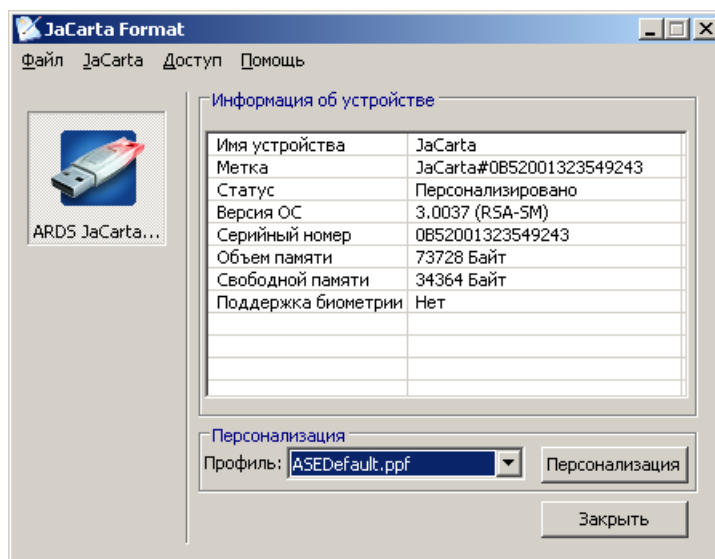 JaCarta Format
Файл JaCarta Доступ Помощь
ARDS JaCarta...
Информация об устройстве
Имя устройства JaCarta
Метка JaCarta#0B52001323549243
Статус Персонализировано
Версия ОС 3.0037 (RSA-SM)
Серийный номер 0B52001323549243
Объем памяти 73728 Байт
Свободной памяти 34364 Байт
Поддержка биометрии Нет
Персонализация
Профиль: ASEDefault.ppf Персонализация
Закрыть